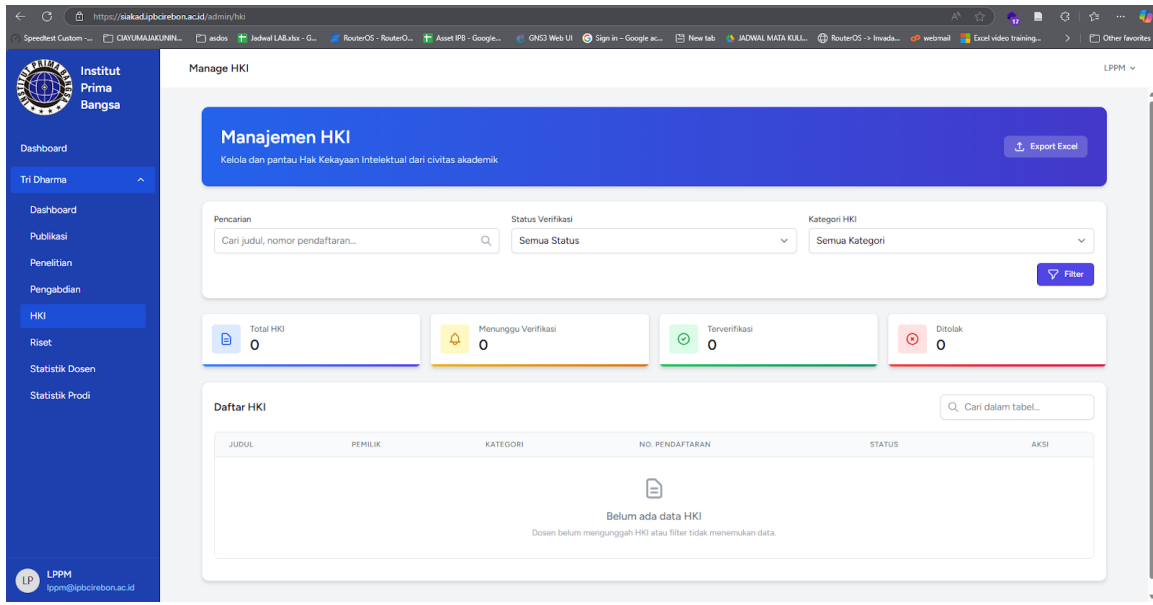 https://siakad.ipbcirebon.ac.id/admin/hki
Speedtest Custom -... CIAYUMAJAKUNIN... asdos Jadwal LAB.xlsx - G... RouterOS - RouterO... Asset IPB - Google... GNS3 Web UI Sign in – Google ac... New tab JADWAL MATA KULI... RouterOS -> Invada... webmail Excel video training... Other favorites
INSTITUT PRIMA BANGSA
Institut
Prima
Bangsa
Manage HKI
LPPM
Dashboard
Tri Dharma
Dashboard
Publikasi
Penelitian
Pengabdian
HKI
Riset
Statistik Dosen
Statistik Prodi
LP
LPPM
lppm@ipbcirebon.ac.id
Manajemen HKI
Kelola dan pantau Hak Kekayaan Intelektual dari civitas akademik
Export Excel
Pencarian
Cari judul, nomor pendaftaran...
Status Verifikasi
Semua Status
Kategori HKI
Semua Kategori
Filter
Total HKI
0
Menunggu Verifikasi
0
Terverifikasi
0
Ditolak
0
Daftar HKI
Cari dalam tabel...
JUDUL PEMILIK KATEGORI NO. PENDAFTARAN STATUS AKSI
Belum ada data HKI
Dosen belum mengunggah HKI atau filter tidak menemukan data.